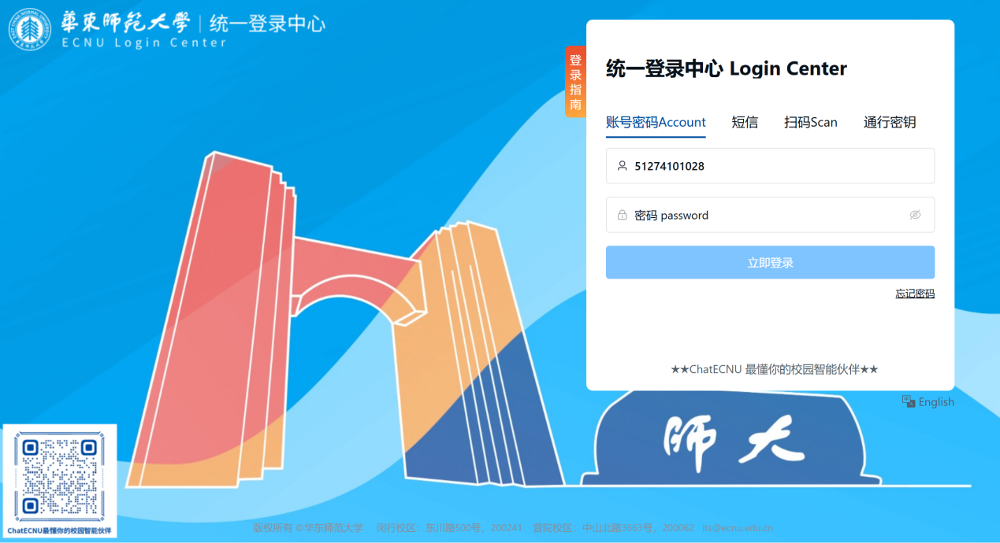 華東師範大學 | 统一登录中心
ECNU Login Center
登录指南
统一登录中心 Login Center
账号密码Account 短信 扫码Scan 通行密钥
51274101028
密码 password
立即登录
忘记密码
★★ChatECNU 最懂你的校园智能伙伴★★
English
师大
ChatECNU最懂你的校园智能伙伴
版权所有 ©华东师范大学 闵行校区：东川路500号，200241 普陀校区：中山北路3663号，200062 its@ecnu.edu.cn